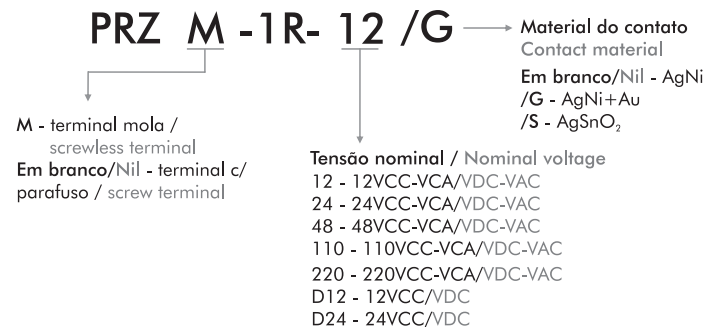 PRZ M -1R- 12 /G
Material do contato
Contact material
Em branco/Nil - AgNi
/G - AgNi+Au
/S - AgSnO₂
M - terminal mola /
screwless terminal
Em branco/Nil - terminal c/
parafuso / screw terminal
Tensão nominal / Nominal voltage
12 - 12VCC-VCA/VDC-VAC
24 - 24VCC-VCA/VDC-VAC
48 - 48VCC-VCA/VDC-VAC
110 - 110VCC-VCA/VDC-VAC
220 - 220VCC-VCA/VDC-VAC
D12 - 12VCC/VDC
D24 - 24VCC/VDC